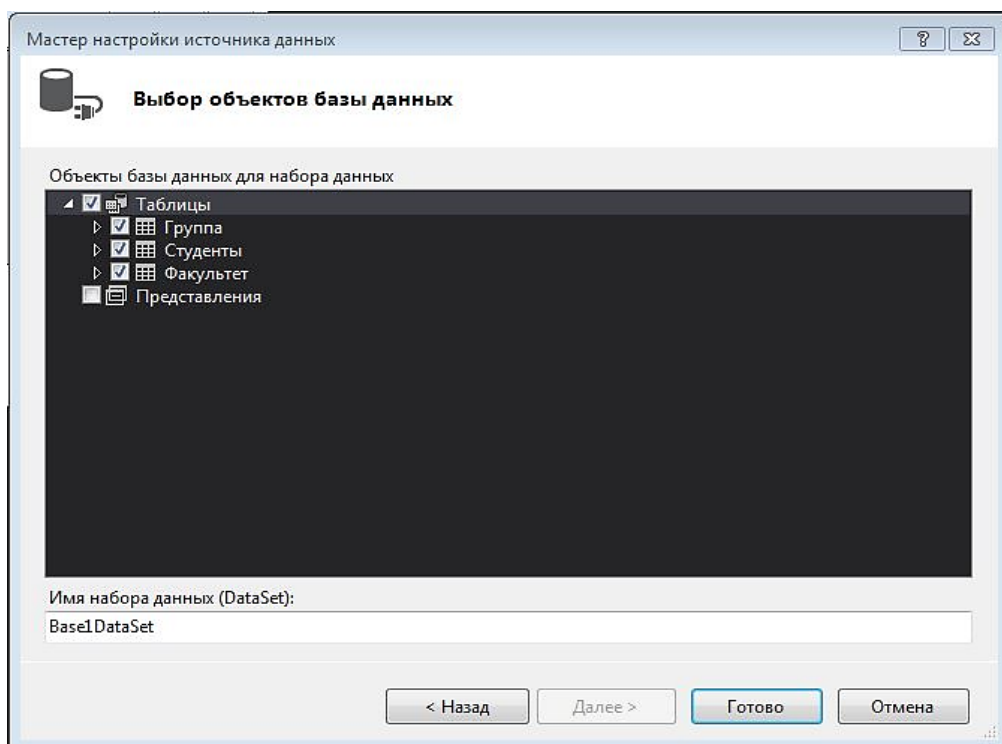 Мастер настройки источника данных
Выбор объектов базы данных
Объекты базы данных для набора данных
Таблицы
Группа
Студенты
Факультет
Представления
Имя набора данных (DataSet):
Base1DataSet
< Назад Далее > Готово Отмена